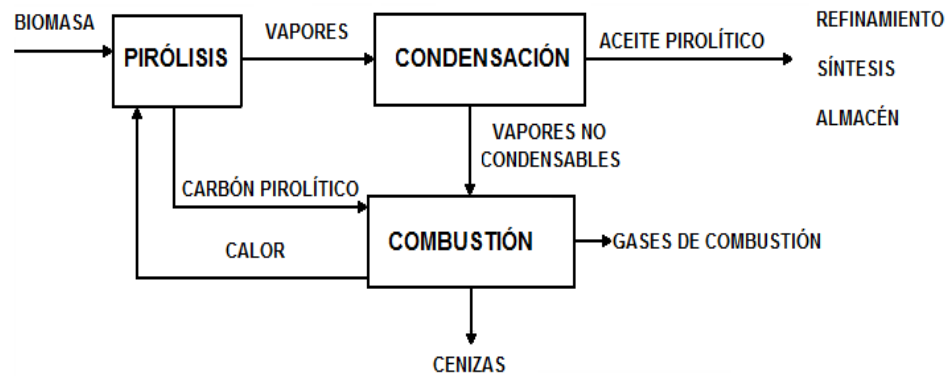 BIOMASA
PIRÓLISIS
VAPORES
CONDENSACIÓN
ACEITE PIROLÍTICO
REFINAMIENTO
SÍNTESIS
ALMACÉN
VAPORES NO
CONDENSABLES
CARBÓN PIROLÍTICO
COMBUSTIÓN
GASES DE COMBUSTIÓN
CALOR
CENIZAS